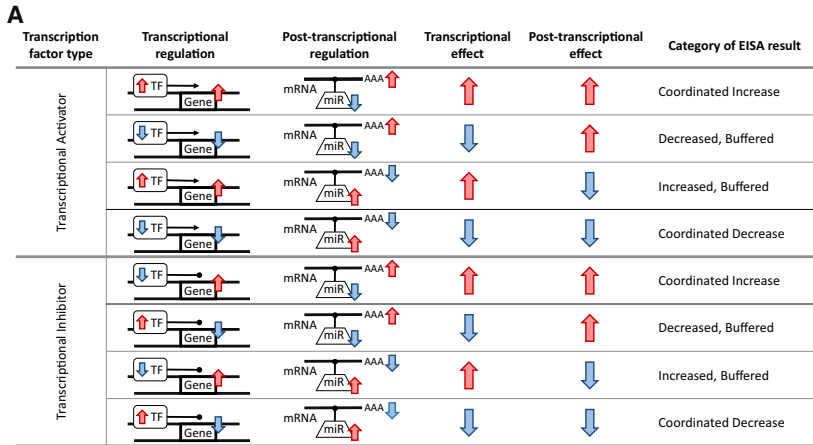 A
Transcription factor type
Transcriptional regulation
Post-transcriptional regulation
Transcriptional effect
Post-transcriptional effect
Category of EISA result
Transcriptional Activator
TF Gene mRNA AAA miR Coordinated Increase
TF Gene mRNA AAA miR Decreased, Buffered
TF Gene mRNA AAA miR Increased, Buffered
TF Gene mRNA AAA miR Coordinated Decrease
Transcriptional Inhibitor
TF Gene mRNA AAA miR Coordinated Increase
TF Gene mRNA AAA miR Decreased, Buffered
TF Gene mRNA AAA miR Increased, Buffered
TF Gene mRNA AAA miR Coordinated Decrease